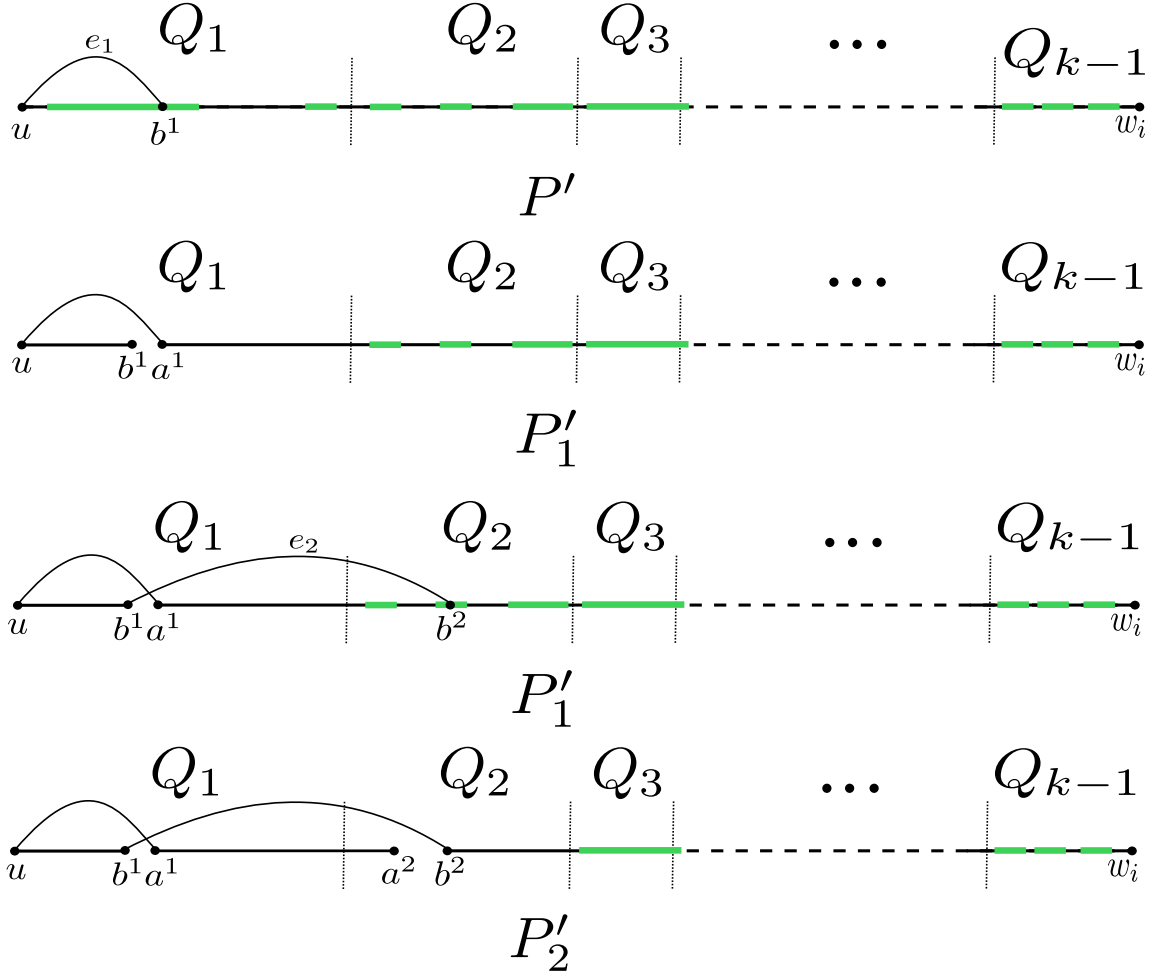 Q₁ Q₂ Q₃ ... Qₖ₋₁
e₁
u b¹ wᵢ
P′
Q₁ Q₂ Q₃ ... Qₖ₋₁
u b¹ a¹ wᵢ
P′₁
Q₁ Q₂ Q₃ ... Qₖ₋₁
e₂
u b¹ a¹ b² wᵢ
P′₁
Q₁ Q₂ Q₃ ... Qₖ₋₁
u b¹ a¹ a² b² wᵢ
P′₂